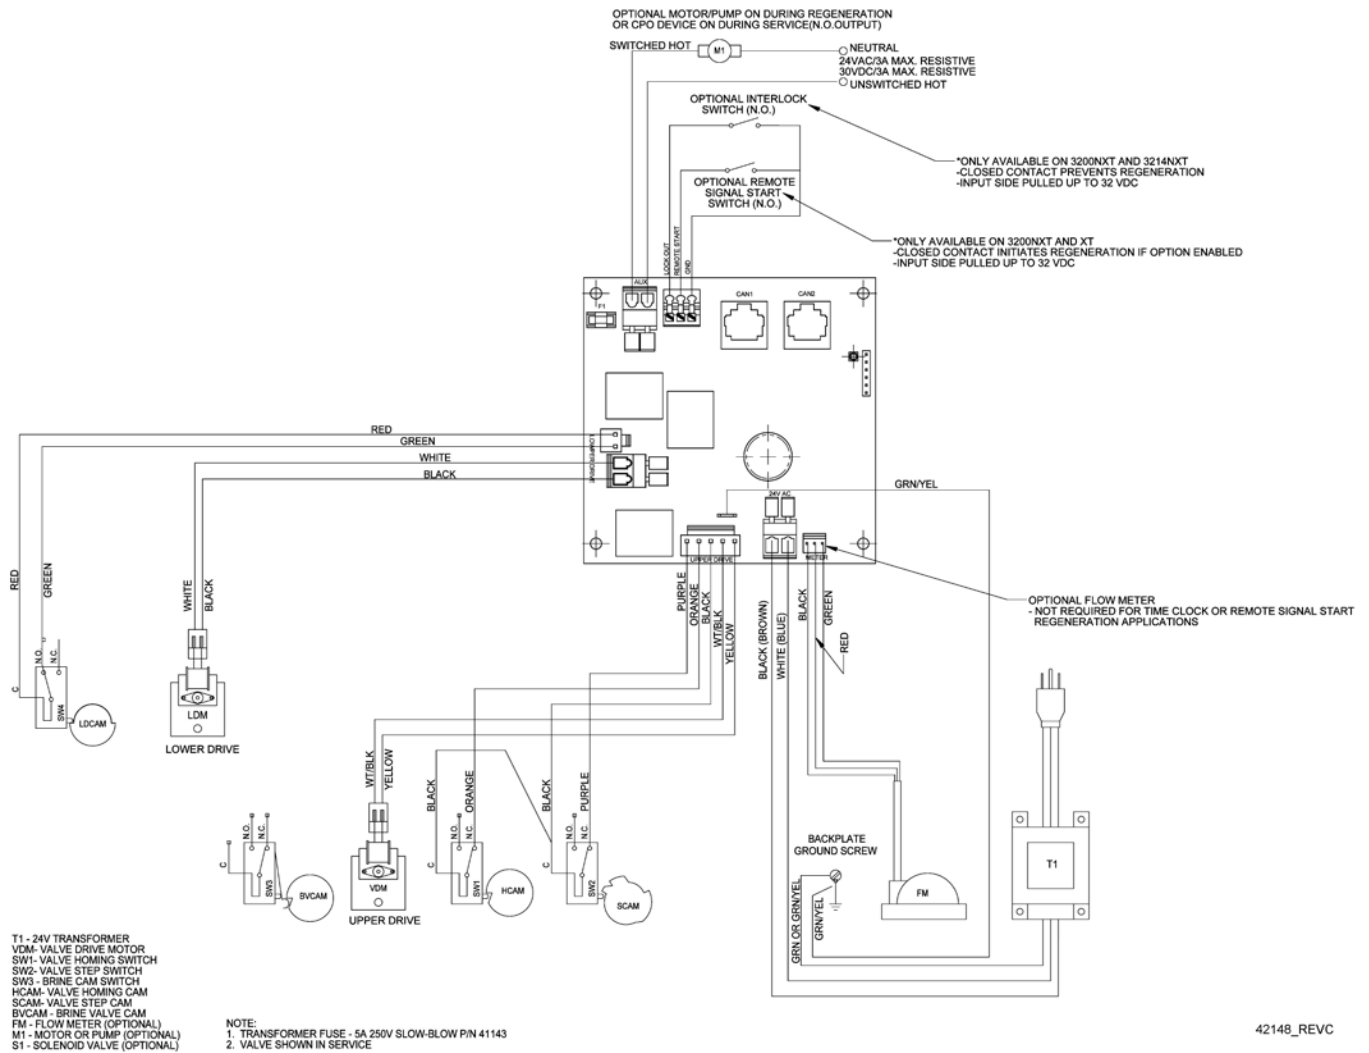 OPTIONAL MOTOR/PUMP ON DURING REGENERATION
OR CPO DEVICE ON DURING SERVICE(N.O.OUTPUT)
SWITCHED HOT
M1
NEUTRAL
24VAC/3A MAX. RESISTIVE
30VDC/3A MAX. RESISTIVE
UNSWITCHED HOT
OPTIONAL INTERLOCK
SWITCH (N.O.)
*ONLY AVAILABLE ON 3200NXT AND 3214NXT
-CLOSED CONTACT PREVENTS REGENERATION
-INPUT SIDE PULLED UP TO 32 VDC
OPTIONAL REMOTE
SIGNAL START
SWITCH (N.O.)
*ONLY AVAILABLE ON 3200NXT AND XT
-CLOSED CONTACT INITIATES REGENERATION IF OPTION ENABLED
-INPUT SIDE PULLED UP TO 32 VDC
LOCK OUT
REMOTE START
GND
AUX
F1
CAN1
CAN2
RED
GREEN
WHITE
BLACK
LOWER DRIVE
24V AC
GRN/YEL
UPPER DRIVE
METER
PURPLE
ORANGE
BLACK
WT/BLK
YELLOW
BLACK (BROWN)
WHITE (BLUE)
BLACK
GREEN
RED
OPTIONAL FLOW METER
- NOT REQUIRED FOR TIME CLOCK OR REMOTE SIGNAL START
REGENERATION APPLICATIONS
RED
GREEN
WHITE
BLACK
N.O.
N.C.
C
SW4
LDCAM
LDM
LOWER DRIVE
WT/BLK
YELLOW
BLACK
ORANGE
BLACK
PURPLE
N.O.
N.C.
C
SW3
BVCAM
VDM
UPPER DRIVE
N.O.
N.C.
C
SW1
HCAM
N.O.
N.C.
C
SW2
SCAM
BACKPLATE
GROUND SCREW
GRN OR GRN/YEL
GRN/YEL
FM
T1
T1 - 24V TRANSFORMER
VDM- VALVE DRIVE MOTOR
SW1- VALVE HOMING SWITCH
SW2- VALVE STEP SWITCH
SW3 - BRINE CAM SWITCH
HCAM- VALVE HOMING CAM
SCAM- VALVE STEP CAM
BVCAM - BRINE VALVE CAM
FM - FLOW METER (OPTIONAL)
M1 - MOTOR OR PUMP (OPTIONAL)
S1 - SOLENOID VALVE (OPTIONAL)
NOTE:
1. TRANSFORMER FUSE - 5A 250V SLOW-BLOW P/N 41143
2. VALVE SHOWN IN SERVICE
42148_REVC